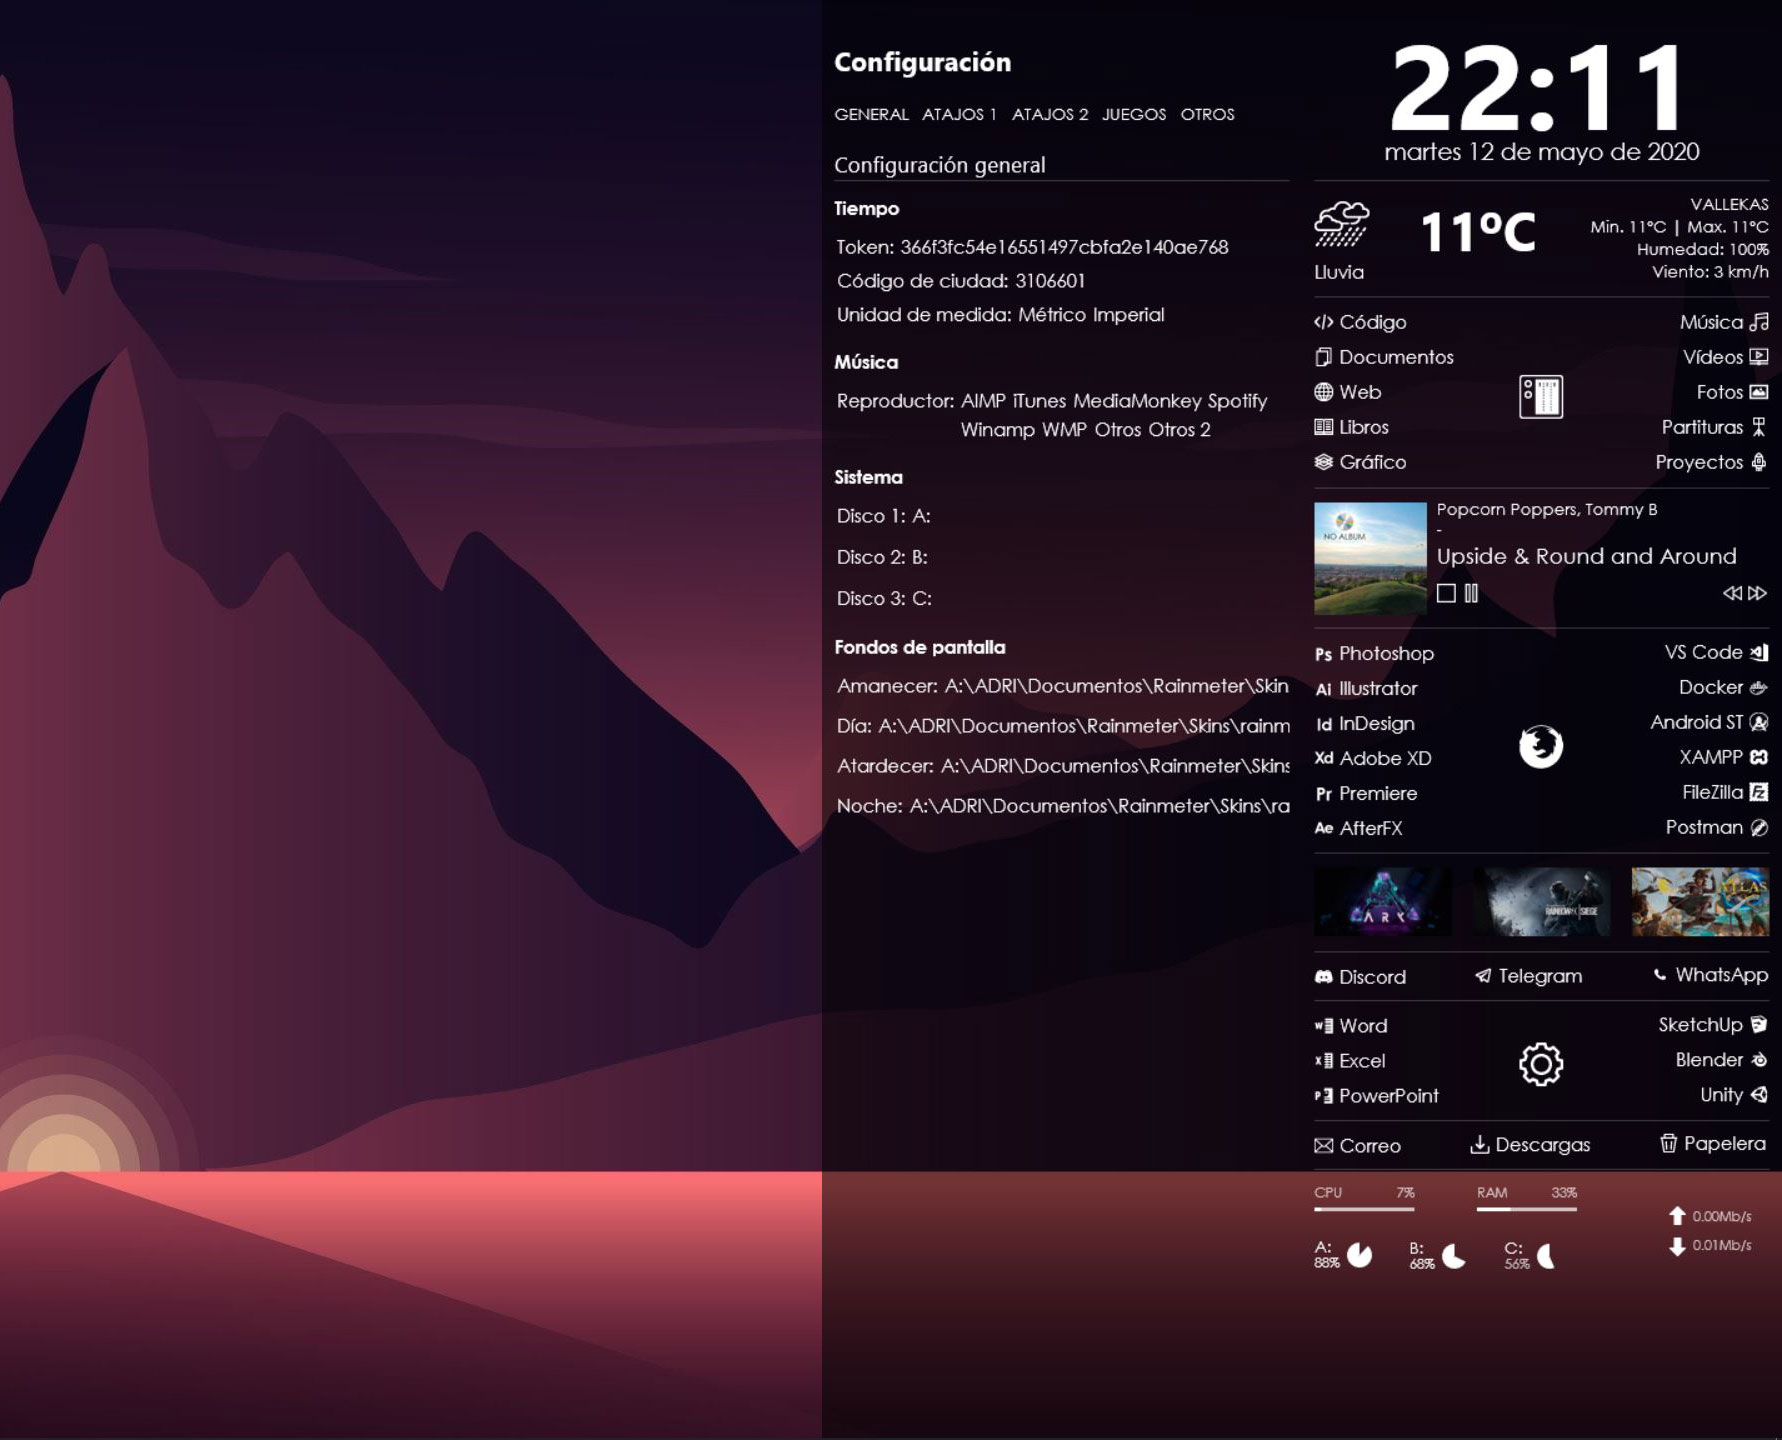 Configuración
GENERAL ATAJOS 1 ATAJOS 2 JUEGOS OTROS
Configuración general
Tiempo
Token: 366f3fc54e16551497cbfa2e140ae768
Código de ciudad: 3106601
Unidad de medida: Métrico Imperial
Música
Reproductor: AIMP iTunes MediaMonkey Spotify
Winamp WMP Otros Otros 2
Sistema
Disco 1: A:
Disco 2: B:
Disco 3: C:
Fondos de pantalla
Amanecer: A:\ADRI\Documentos\Rainmeter\Skin
Día: A:\ADRI\Documentos\Rainmeter\Skins\rainm
Atardecer: A:\ADRI\Documentos\Rainmeter\Skins
Noche: A:\ADRI\Documentos\Rainmeter\Skins\ra
22:11
martes 12 de mayo de 2020
11ºC
Lluvia
VALLEKAS
Min. 11ºC | Max. 11ºC
Humedad: 100%
Viento: 3 km/h
</> Código
Documentos
Web
Libros
Gráfico
Música
Vídeos
Fotos
Partituras
Proyectos
NO ALBUM
Popcorn Poppers, Tommy B
-
Upside & Round and Around
Ps Photoshop
Ai Illustrator
Id InDesign
Xd Adobe XD
Pr Premiere
Ae AfterFX
VS Code
Docker
Android ST
XAMPP
FileZilla Fz
Postman
ARK
RAINBOW SIEGE
ATLAS
Discord Telegram WhatsApp
W Word
X Excel
P PowerPoint
SketchUp
Blender
Unity
Correo Descargas Papelera
CPU 7%
RAM 33%
0.00Mb/s
0.01Mb/s
A:
88%
B:
68%
C:
56%